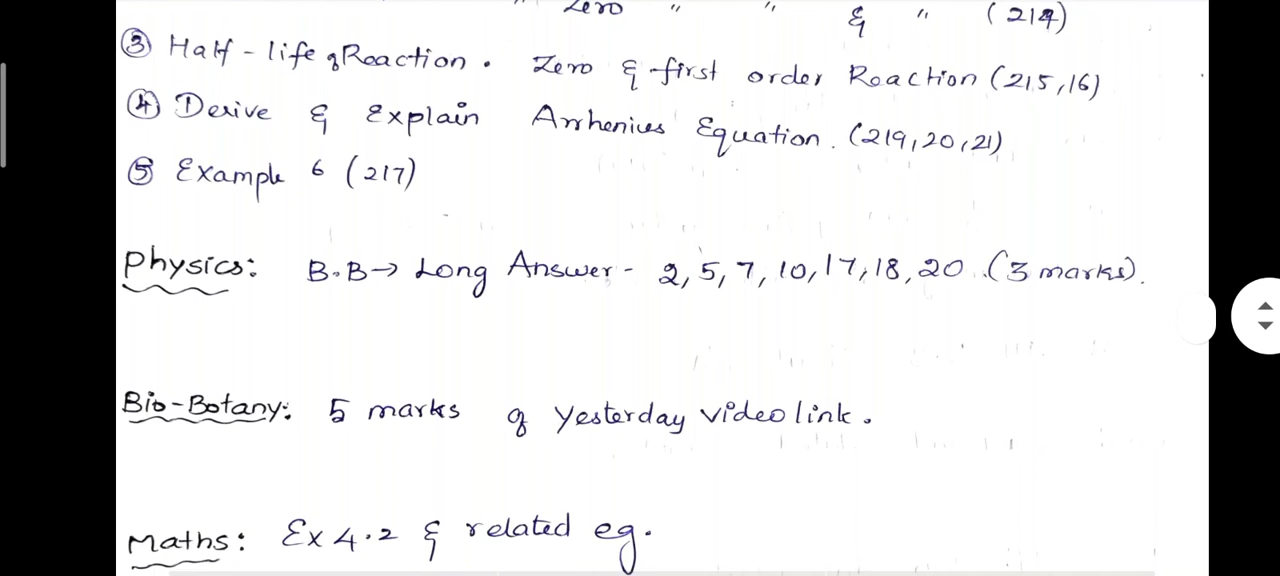 " Zero " " & " (214)
③ Half-life of Reaction. Zero & first order Reaction (215,16)
④ Derive & Explain Arrhenius Equation. (219,20,21)
⑤ Example 6 (217)
Physics: B.B→ Long Answer - 2, 5, 7, 10, 17, 18, 20. (3 marks).
Bio-Botany: 5 marks of yesterday video link.
Maths: Ex 4.2 & related eg.